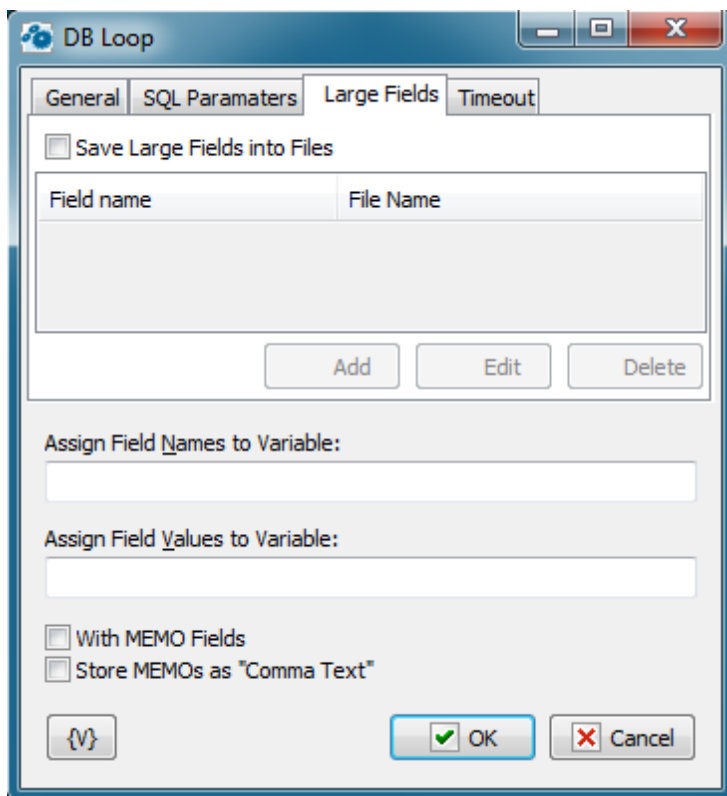 DB Loop
General SQL Paramaters Large Fields Timeout
Save Large Fields into Files
Field name File Name
Add Edit Delete
Assign Field Names to Variable:
Assign Field Values to Variable:
With MEMO Fields
Store MEMOs as "Comma Text"
{V} OK Cancel